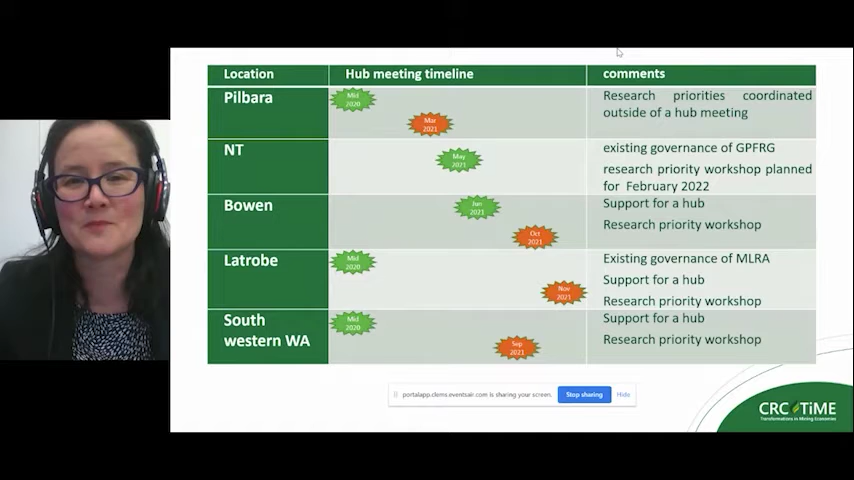 Location Hub meeting timeline comments
Pilbara
Mid
2020
Mar
2021
Research priorities coordinated
outside of a hub meeting
NT
May
2021
existing governance of GPFRG
research priority workshop planned
for February 2022
Bowen
Jun
2021
Oct
2021
Support for a hub
Research priority workshop
Latrobe
Mid
2020
Nov
2021
Existing governance of MLRA
Support for a hub
Research priority workshop
South
western WA
Mid
2020
Sep
2021
Support for a hub
Research priority workshop
portalapp.clems.eventsair.com is sharing your screen. Stop sharing Hide
CRC TiME
Transformations in Mining Economies